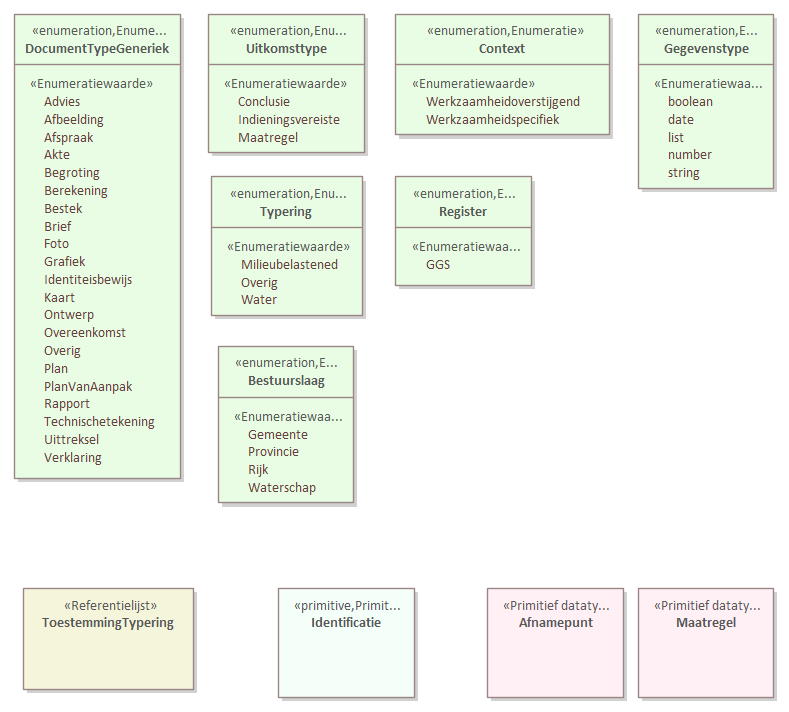 «enumeration,Enume...
DocumentTypeGeneriek
«Enumeratiewaarde»
Advies
Afbeelding
Afspraak
Akte
Begroting
Berekening
Bestek
Brief
Foto
Grafiek
Identiteisbewijs
Kaart
Ontwerp
Overeenkomst
Overig
Plan
PlanVanAanpak
Rapport
Technischetekening
Uittreksel
Verklaring
«enumeration,Enu...
Uitkomsttype
«Enumeratiewaarde»
Conclusie
Indieningsvereiste
Maatregel
«enumeration,Enumeratie»
Context
«Enumeratiewaarde»
Werkzaamheidoverstijgend
Werkzaamheidspecifiek
«enumeration,E...
Gegevenstype
«Enumeratiewaa...
boolean
date
list
number
string
«enumeration,Enu...
Typering
«Enumeratiewaarde»
Milieubelastened
Overig
Water
«enumeration,E...
Register
«Enumeratiewaa...
GGS
«enumeration,E...
Bestuurslaag
«Enumeratiewaa...
Gemeente
Provincie
Rijk
Waterschap
«Referentielijst»
ToestemmingTypering
«primitive,Primit...
Identificatie
«Primitief dataty...
Afnamepunt
«Primitief dataty...
Maatregel